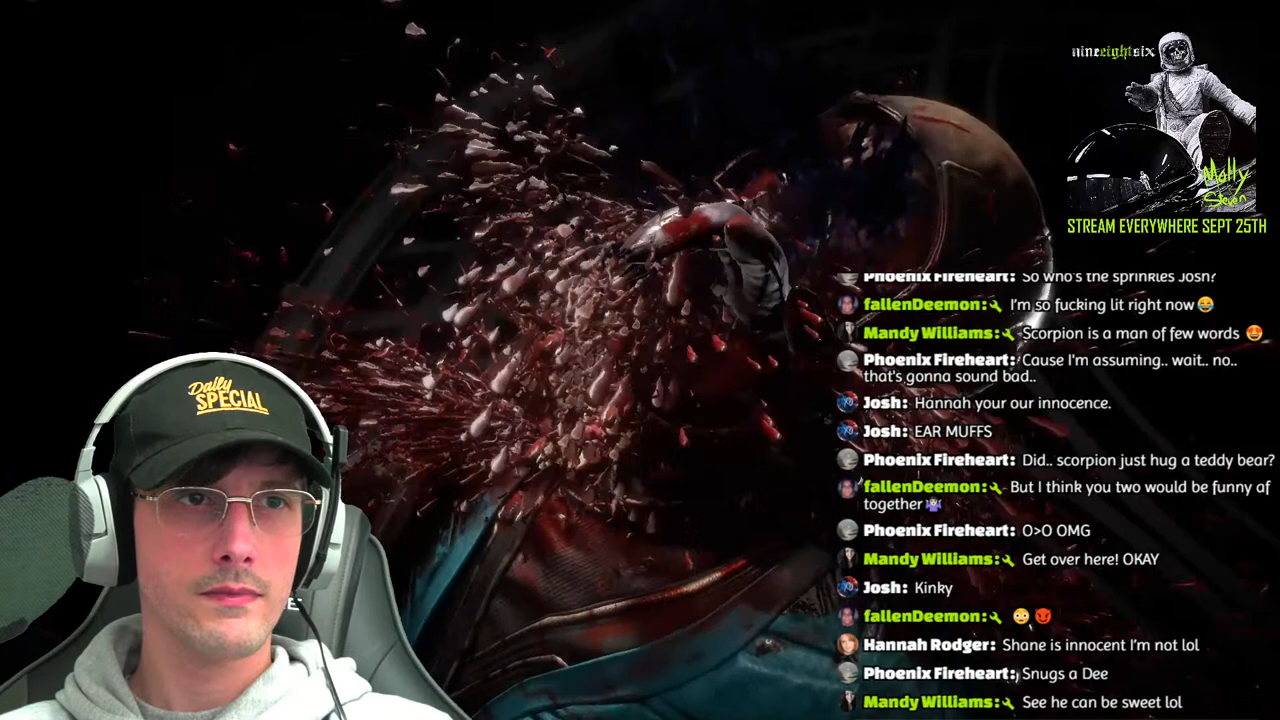 nineeightsix
Molly
Steven
STREAM EVERYWHERE SEPT 25TH
Daily
SPECIAL
Phoenix Fireheart: So who's the sprinkles Josh?
fallenDeemon: I'm so fucking lit right now😂
Mandy Williams: Scorpion is a man of few words 😍
Phoenix Fireheart: Cause I'm assuming.. wait.. no..
that's gonna sound bad..
Josh: Hannah your our innocence.
Josh: EAR MUFFS
Phoenix Fireheart: Did.. scorpion just hug a teddy bear?
fallenDeemon: But I think you two would be funny af
together🤷🏻‍♀️
Phoenix Fireheart: O>O OMG
Mandy Williams: Get over here! OKAY
Josh: Kinky
fallenDeemon: 😳😈
Hannah Rodger: Shane is innocent I'm not lol
Phoenix Fireheart: Snugs a Dee
Mandy Williams: See he can be sweet lol